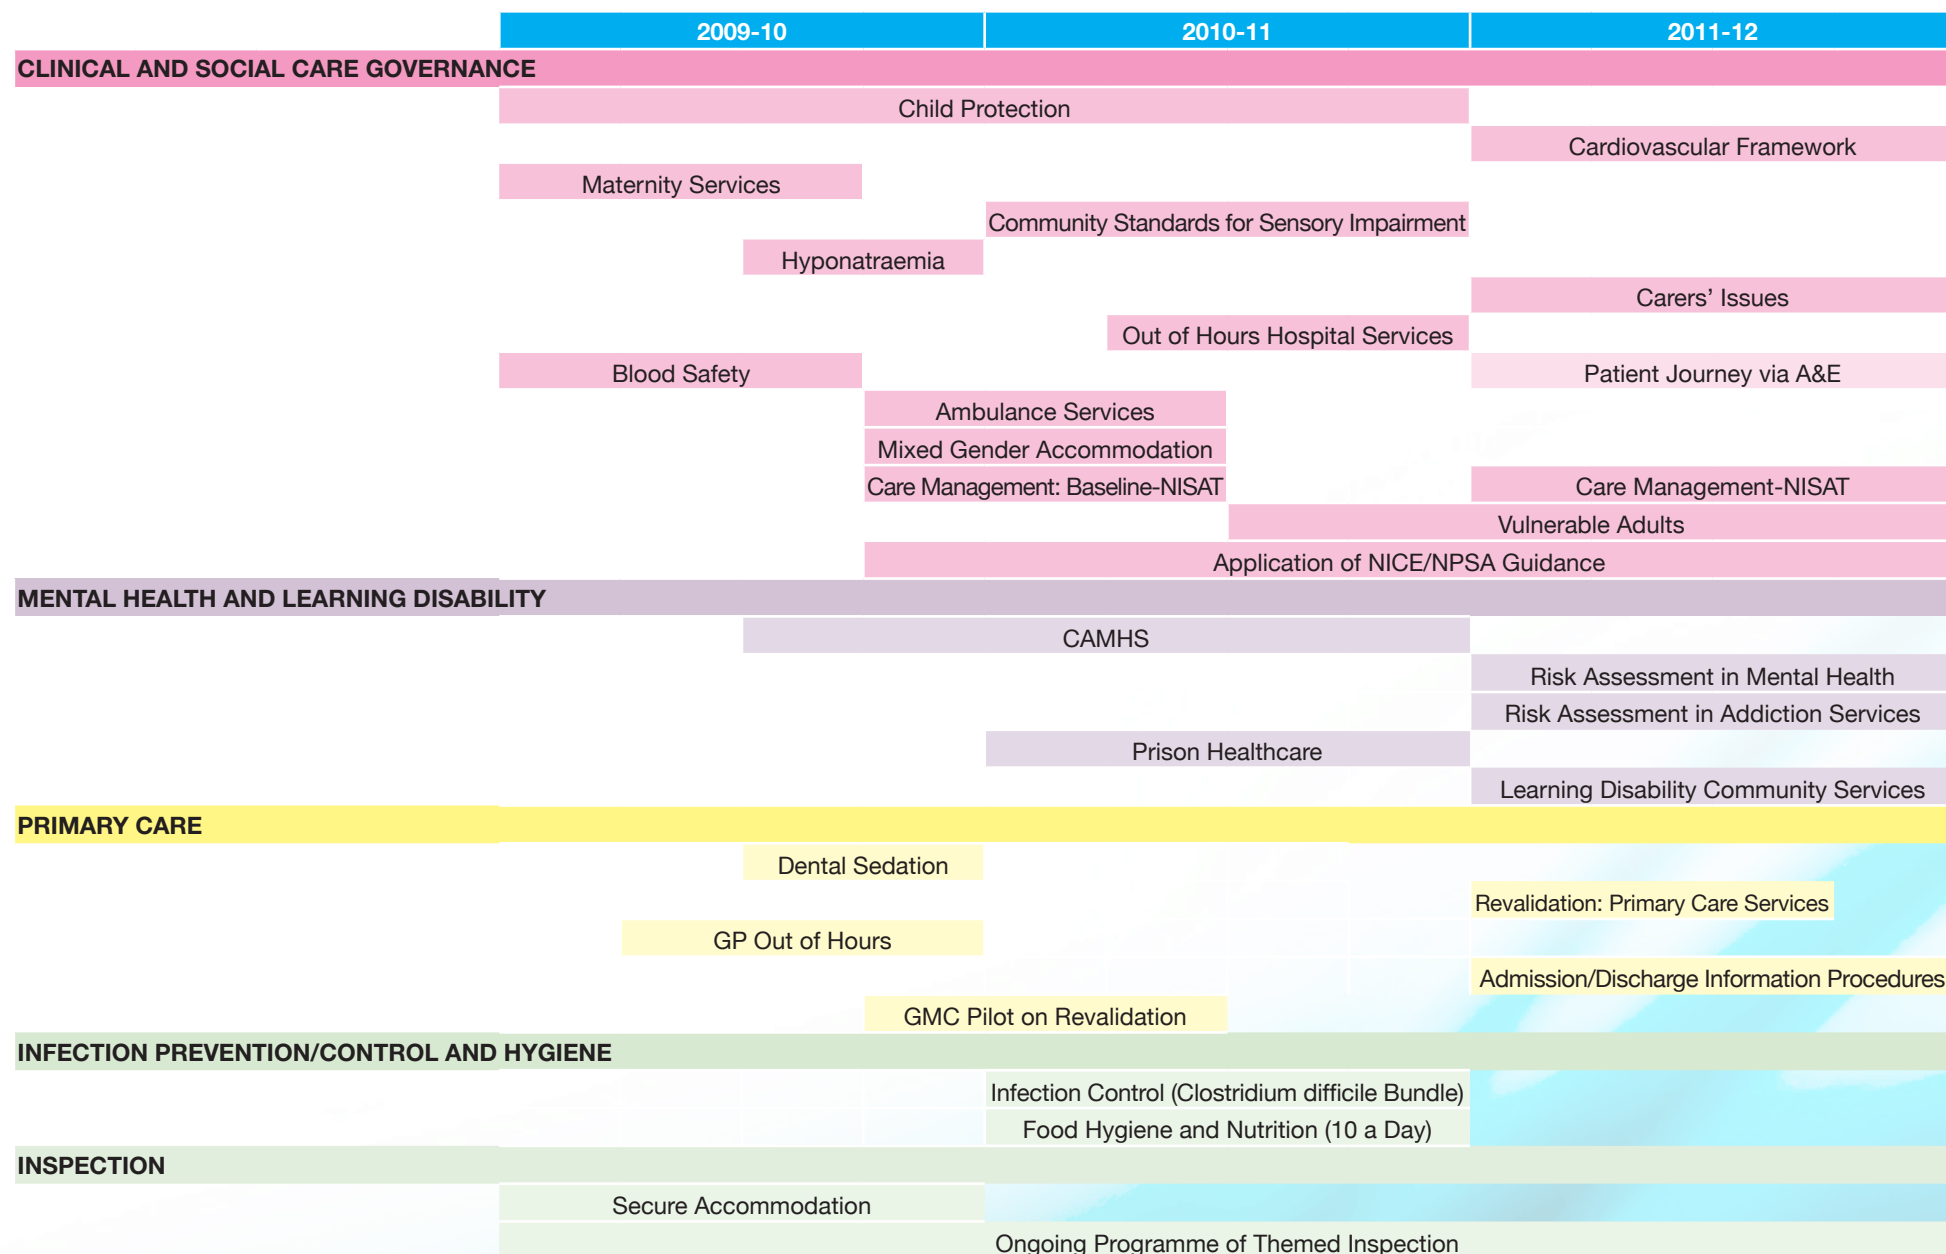 2009-10 2010-11 2011-12
CLINICAL AND SOCIAL CARE GOVERNANCE
Child Protection
Cardiovascular Framework
Maternity Services
Community Standards for Sensory Impairment
Hyponatraemia
Carers’ Issues
Out of Hours Hospital Services
Blood Safety Patient Journey via A&E
Ambulance Services
Mixed Gender Accommodation
Care Management: Baseline-NISAT Care Management-NISAT
Vulnerable Adults
Application of NICE/NPSA Guidance
MENTAL HEALTH AND LEARNING DISABILITY
CAMHS
Risk Assessment in Mental Health
Risk Assessment in Addiction Services
Prison Healthcare
Learning Disability Community Services
PRIMARY CARE
Dental Sedation
Revalidation: Primary Care Services
GP Out of Hours
Admission/Discharge Information Procedures
GMC Pilot on Revalidation
INFECTION PREVENTION/CONTROL AND HYGIENE
Infection Control (Clostridium difficile Bundle)
Food Hygiene and Nutrition (10 a Day)
INSPECTION
Secure Accommodation
Ongoing Programme of Themed Inspection